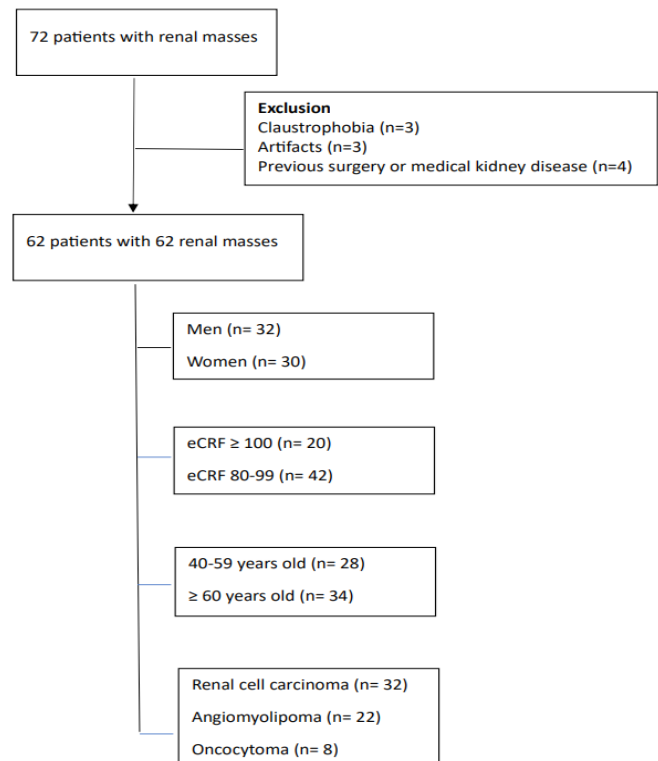 72 patients with renal masses
Exclusion
Claustrophobia (n=3)
Artifacts (n=3)
Previous surgery or medical kidney disease (n=4)
62 patients with 62 renal masses
Men (n= 32)
Women (n= 30)
eCRF ≥ 100 (n= 20)
eCRF 80-99 (n= 42)
40-59 years old (n= 28)
≥ 60 years old (n= 34)
Renal cell carcinoma (n= 32)
Angiomyolipoma (n= 22)
Oncocytoma (n= 8)